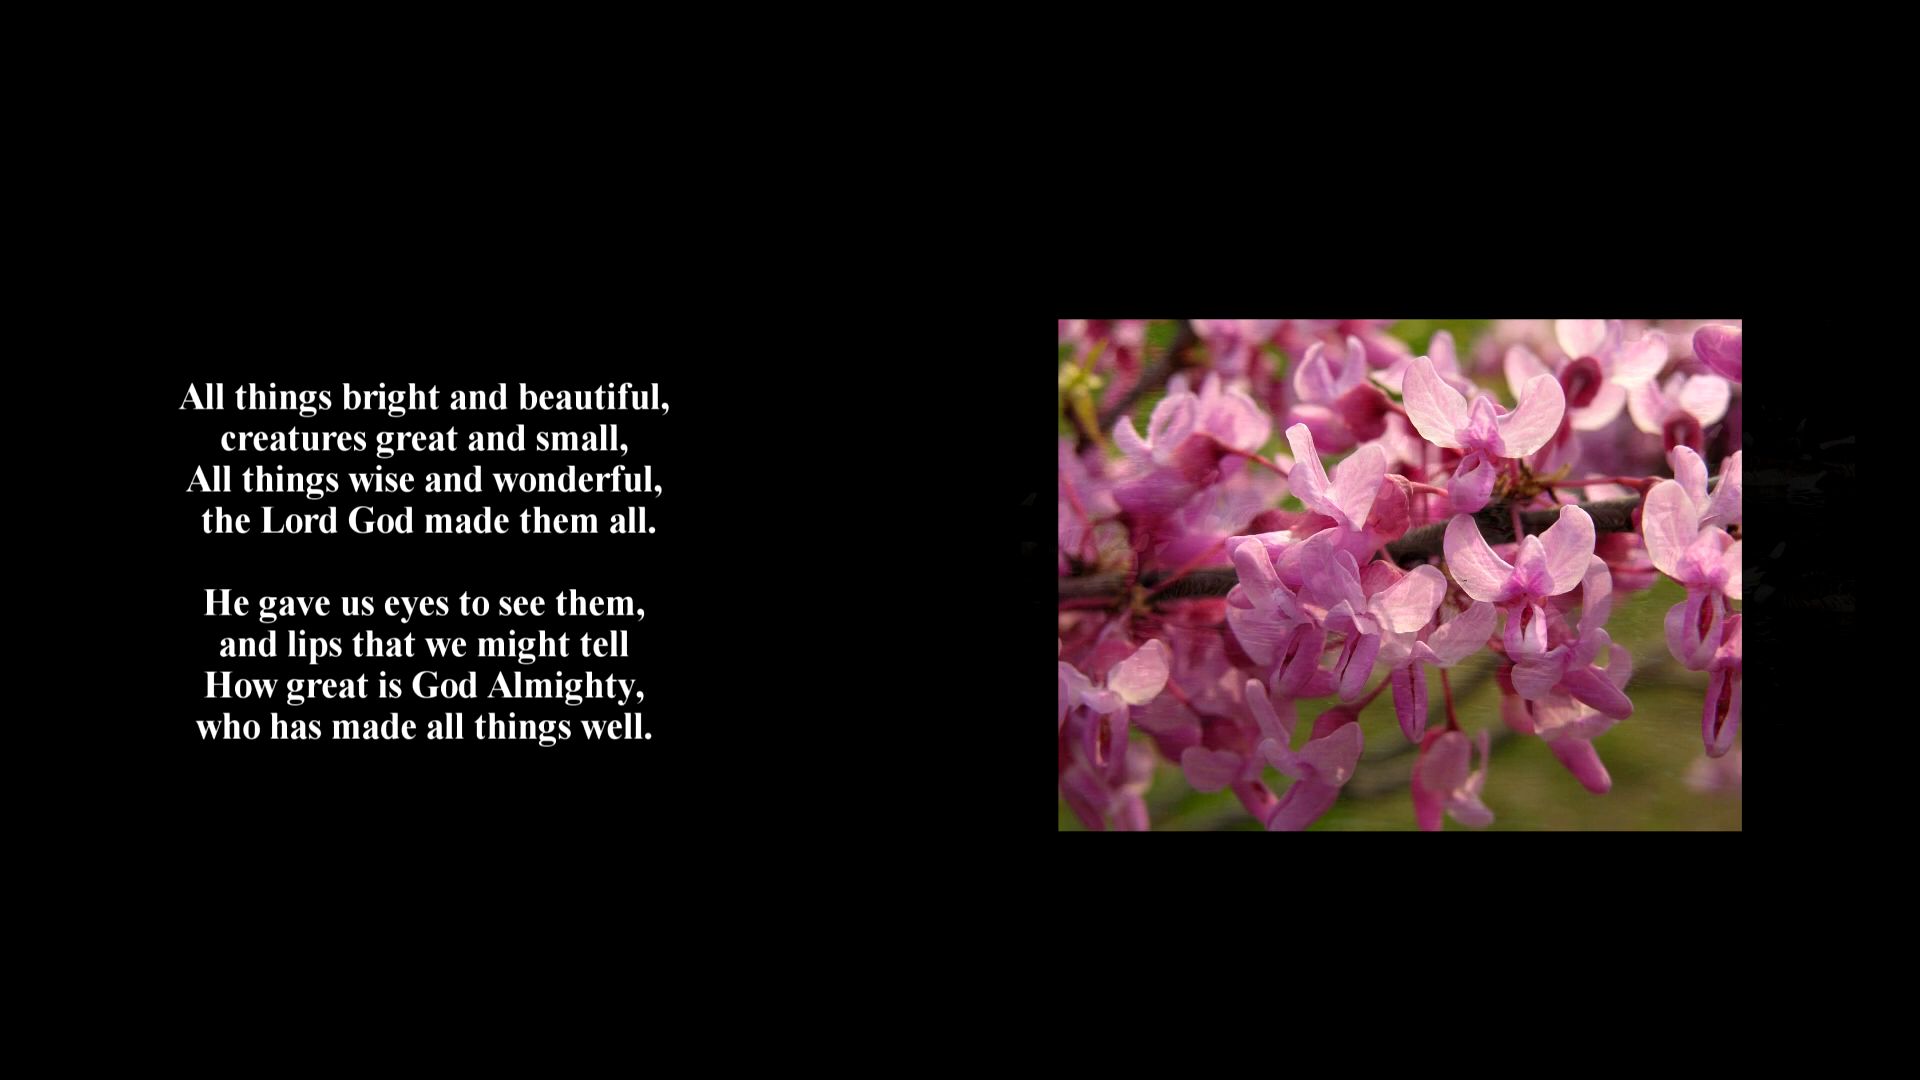 All things bright and beautiful,
creatures great and small,
All things wise and wonderful,
the Lord God made them all.
He gave us eyes to see them,
and lips that we might tell
How great is God Almighty,
who has made all things well.